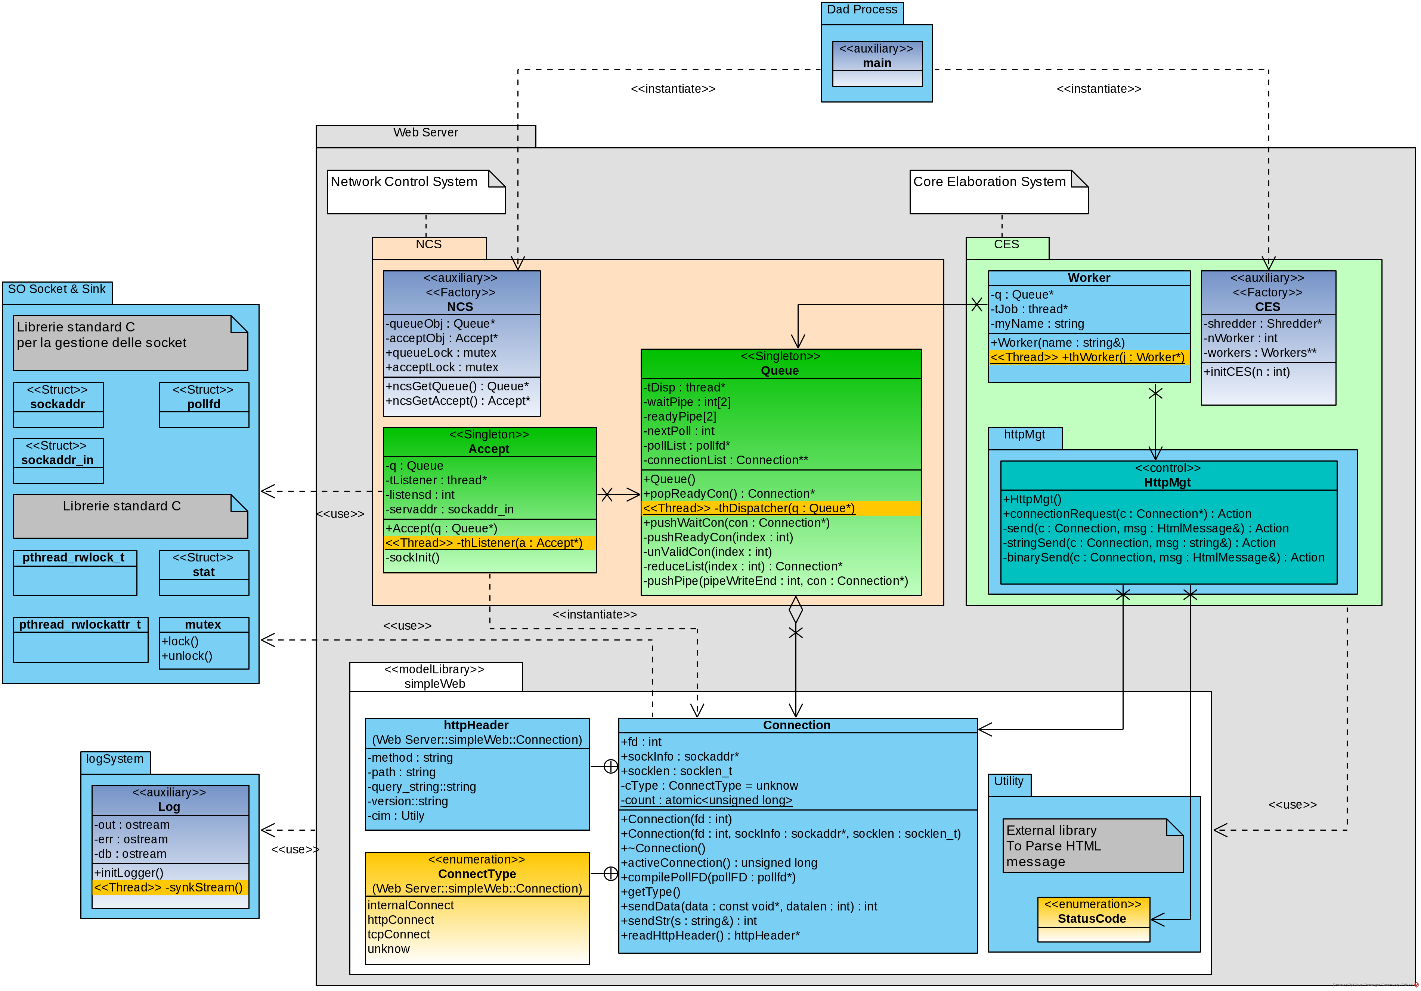 Dad Process
<<auxiliary>>
main
<<instantiate>>
<<instantiate>>
Web Server
Network Control System
Core Elaboration System
NCS
<<auxiliary>>
<<Factory>>
NCS
-queueObj : Queue*
-acceptObj : Accept*
+queueLock : mutex
+acceptLock : mutex
+ncsGetQueue() : Queue*
+ncsGetAccept() : Accept*
<<Singleton>>
Accept
-q : Queue
-tListener : thread*
-listensd : int
-servaddr : sockaddr_in
+Accept(q : Queue*)
<<Thread>> -thListener(a : Accept*)
-sockInit()
<<Singleton>>
Queue
-tDisp : thread*
-waitPipe : int[2]
-readyPipe[2]
-nextPoll : int
-pollList : pollfd*
-connectionList : Connection**
+Queue()
+popReadyCon() : Connection*
<<Thread>> -thDispatcher(q : Queue*)
+pushWaitCon(con : Connection*)
-pushReadyCon(index : int)
-unValidCon(index : int)
-reduceList(index : int) : Connection*
-pushPipe(pipeWriteEnd : int, con : Connection*)
CES
Worker
-q : Queue*
-tJob : thread*
-myName : string
+Worker(name : string&)
<<Thread>> +thWorker(j : Worker*)
<<auxiliary>>
<<Factory>>
CES
-shredder : Shredder*
-nWorker : int
-workers : Workers**
+initCES(n : int)
httpMgt
<<control>>
HttpMgt
+HttpMgt()
+connectionRequest(c : Connection*) : Action
-send(c : Connection, msg : HtmlMessage&) : Action
-stringSend(c : Connection, msg : string&) : Action
-binarySend(c : Connection, msg : HtmlMessage&) : Action
SO Socket & Sink
Librerie standard C
per la gestione delle socket
<<Struct>>
sockaddr
<<Struct>>
pollfd
<<Struct>>
sockaddr_in
Librerie standard C
pthread_rwlock_t
<<Struct>>
stat
pthread_rwlockattr_t
mutex
+lock()
+unlock()
<<use>>
<<use>>
<<instantiate>>
<<use>>
<<use>>
logSystem
<<auxiliary>>
Log
-out : ostream
-err : ostream
-db : ostream
+initLogger()
<<Thread>> -synkStream()
<<modelLibrary>>
simpleWeb
httpHeader
(Web Server::simpleWeb::Connection)
-method : string
-path : string
-query_string::string
-version::string
-cim : Utily
<<enumeration>>
ConnectType
(Web Server::simpleWeb::Connection)
internalConnect
httpConnect
tcpConnect
unknow
Connection
+fd : int
+sockInfo : sockaddr*
+socklen : socklen_t
-cType : ConnectType = unknow
-count : atomic<unsigned long>
+Connection(fd : int)
+Connection(fd : int, sockInfo : sockaddr*, socklen : socklen_t)
+~Connection()
+activeConnection() : unsigned long
+compilePollFD(pollFD : pollfd*)
+getType()
+sendData(data : const void*, datalen : int) : int
+sendStr(s : string&) : int
+readHttpHeader() : httpHeader*
Utility
External library
To Parse HTML
message
<<enumeration>>
StatusCode